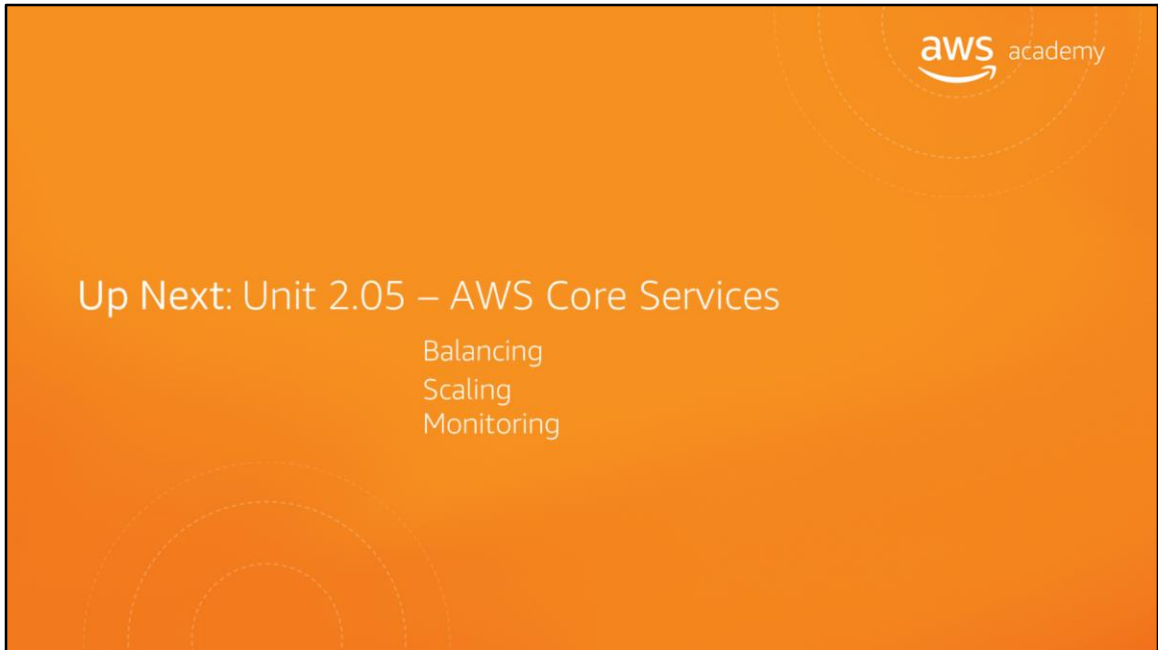 aws academy
Up Next: Unit 2.05 – AWS Core Services
Balancing
Scaling
Monitoring